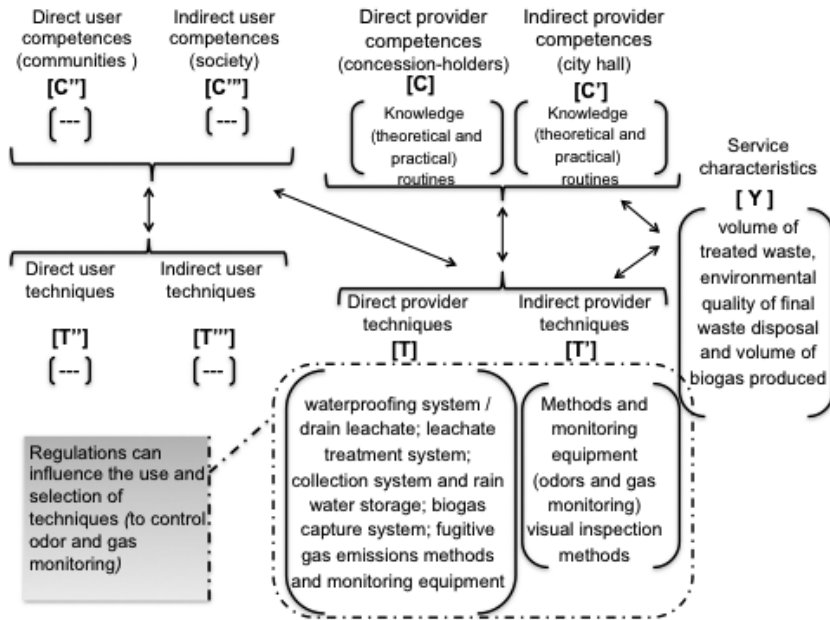 Direct user
competences
(communities )
[C'']
(---)
Indirect user
competences
(society)
[C''']
(---)
Direct provider
competences
(concession-holders)
[C]
Knowledge
(theoretical and
practical)
routines
Indirect provider
competences
(city hall)
[C']
Knowledge
(theoretical and
practical)
routines
Service
characteristics
[ Y ]
volume of
treated waste,
environmental
quality of final
waste disposal
and volume of
biogas produced
Direct user
techniques
[T'']
(---)
Indirect user
techniques
[T''']
(---)
Direct provider
techniques
[T]
waterproofing system /
drain leachate; leachate
treatment system;
collection system and rain
water storage; biogas
capture system; fugitive
gas emissions methods
and monitoring equipment
Indirect provider
techniques
[T']
Methods and
monitoring
equipment
(odors and gas
monitoring)
visual inspection
methods
Regulations can
influence the use and
selection of
techniques (to control
odor and gas
monitoring)